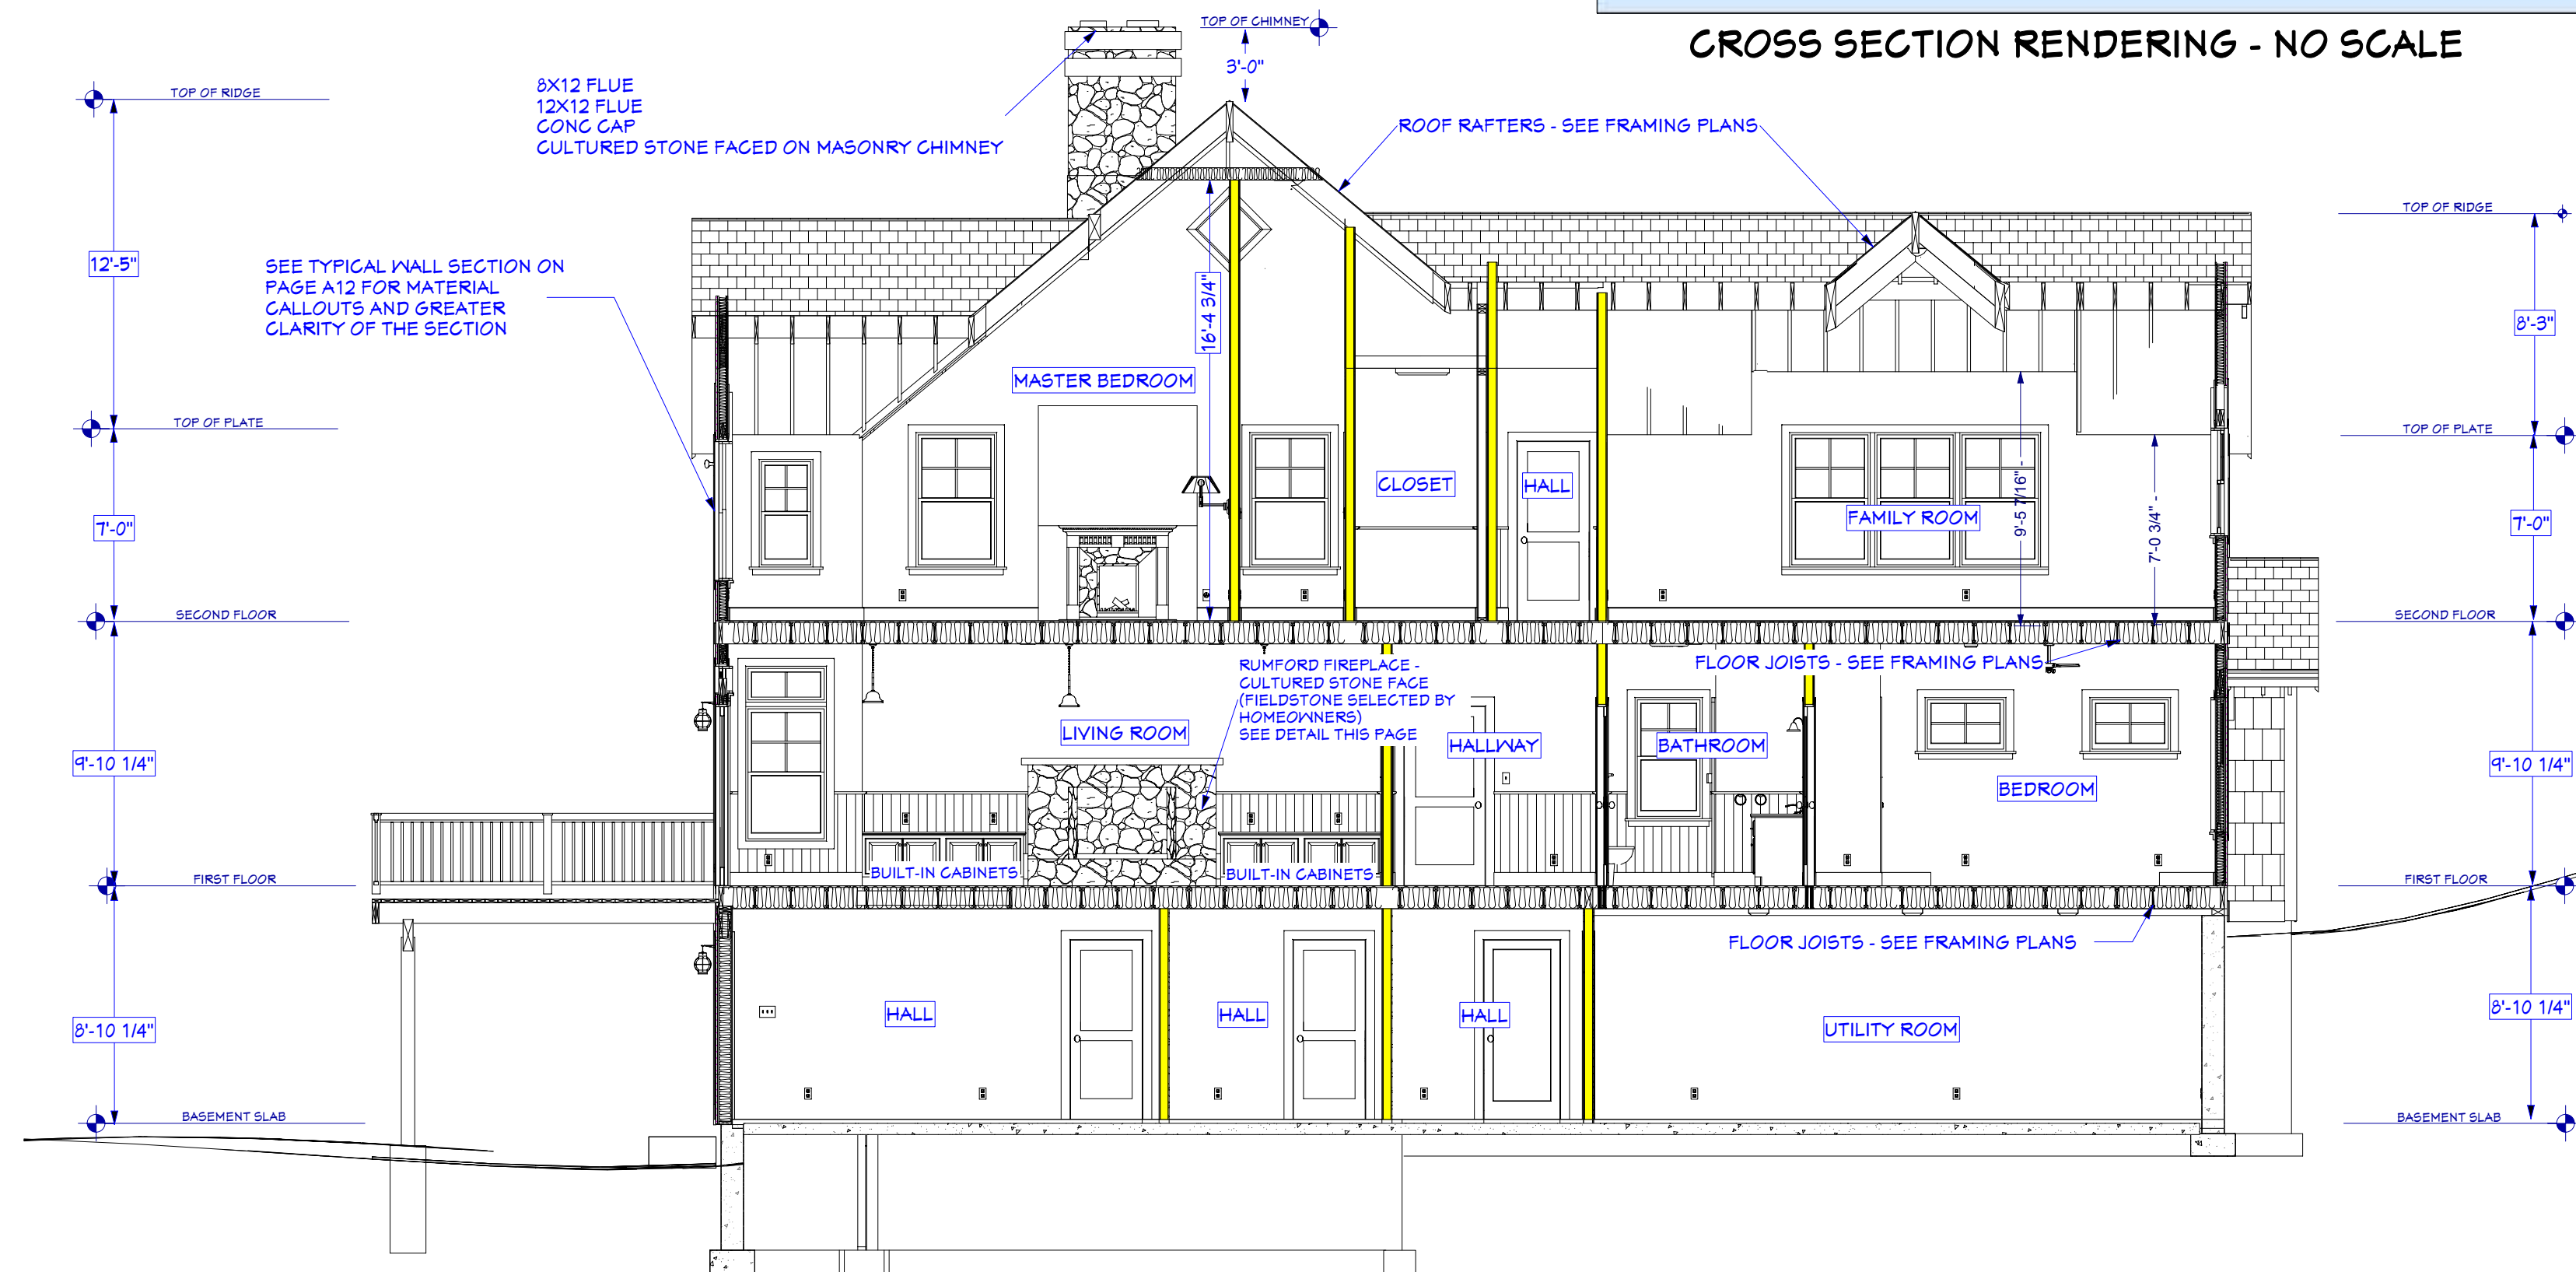 TOP OF CHIMNEY
CROSS SECTION RENDERING - NO SCALE
3'-0"
8X12 FLUE
12X12 FLUE
CONC CAP
CULTURED STONE FACED ON MASONRY CHIMNEY
TOP OF RIDGE
ROOF RAFTERS - SEE FRAMING PLANS
TOP OF RIDGE
12'-5"
SEE TYPICAL WALL SECTION ON
PAGE A12 FOR MATERIAL
CALLOUTS AND GREATER
CLARITY OF THE SECTION
16'-4 3/4"
8'-3"
MASTER BEDROOM
TOP OF PLATE
TOP OF PLATE
CLOSET
HALL
FAMILY ROOM
9'-5 7/16"
7'-0 3/4"
7'-0"
7'-0"
SECOND FLOOR
SECOND FLOOR
RUMFORD FIREPLACE -
CULTURED STONE FACE
(FIELDSTONE SELECTED BY
HOMEOWNERS)
SEE DETAIL THIS PAGE
FLOOR JOISTS - SEE FRAMING PLANS
LIVING ROOM
HALLWAY
BATHROOM
BEDROOM
9'-10 1/4"
9'-10 1/4"
BUILT-IN CABINETS
BUILT-IN CABINETS
FIRST FLOOR
FIRST FLOOR
FLOOR JOISTS - SEE FRAMING PLANS
HALL
HALL
HALL
UTILITY ROOM
8'-10 1/4"
8'-10 1/4"
BASEMENT SLAB
BASEMENT SLAB